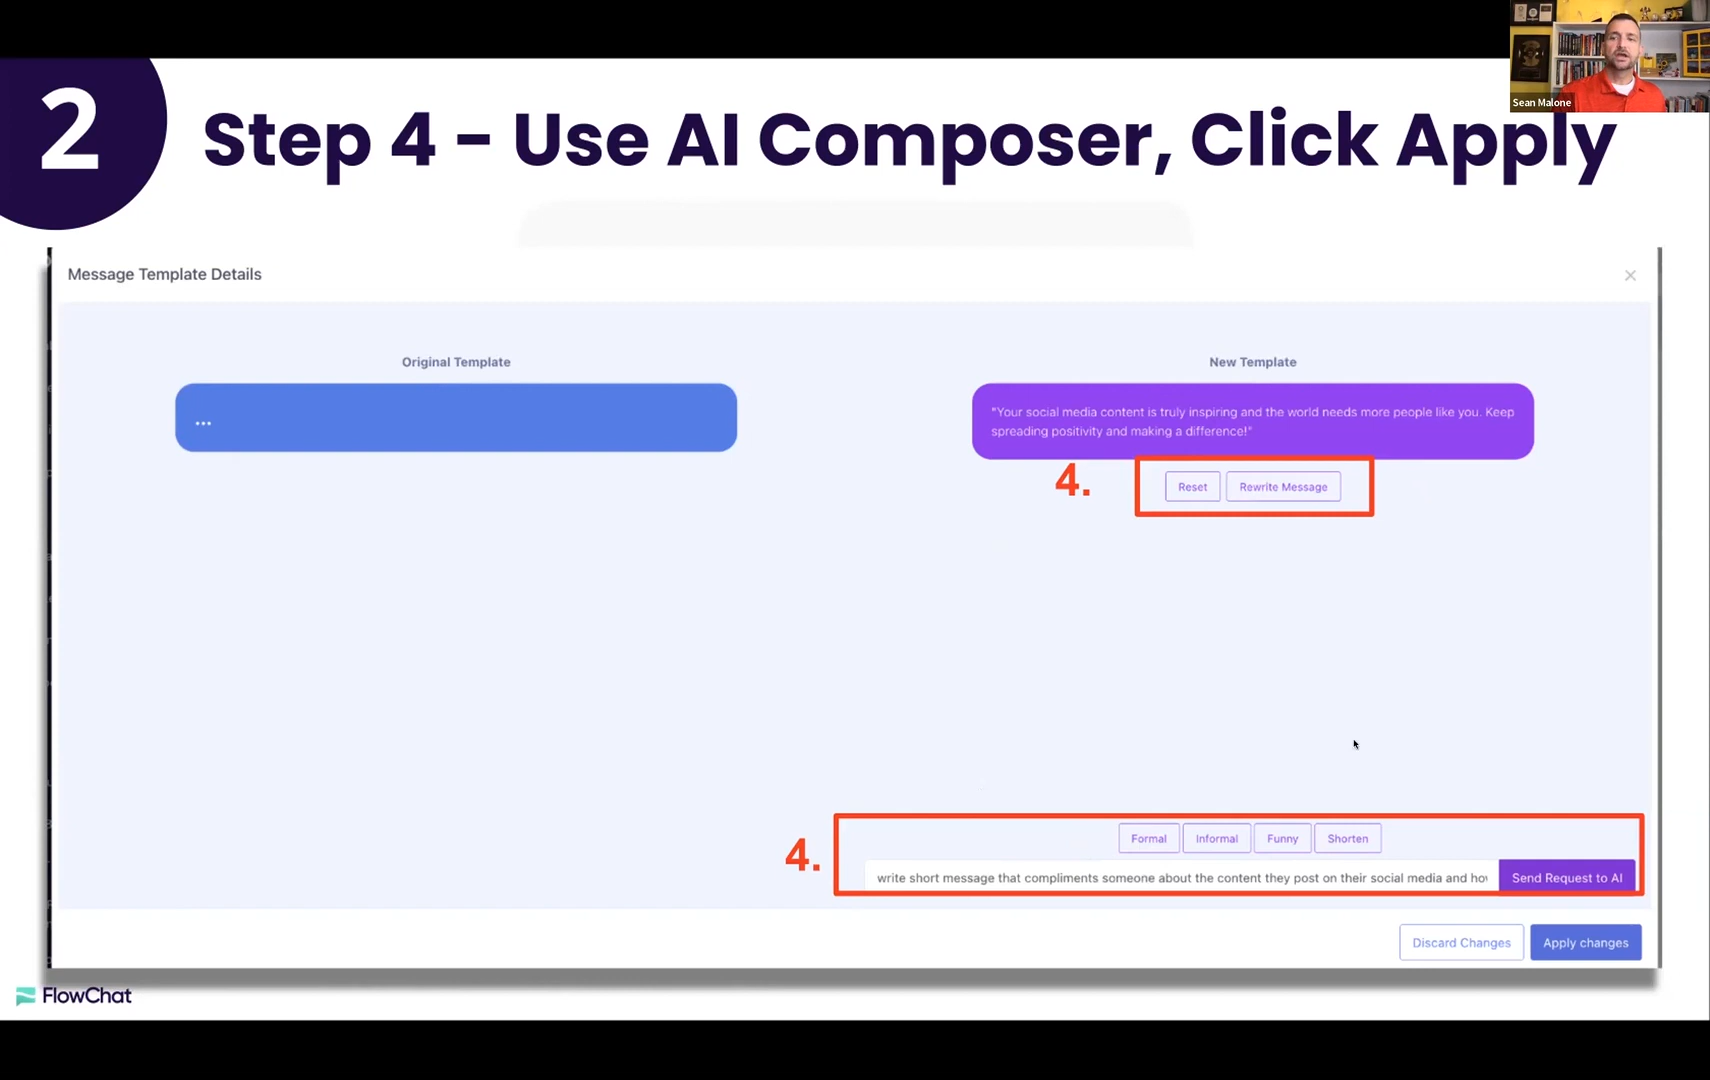 Sean Malone
2
Step 4 - Use AI Composer, Click Apply
Message Template Details
Original Template
New Template
...
"Your social media content is truly inspiring and the world needs more people like you. Keep
spreading positivity and making a difference!"
4.
Reset
Rewrite Message
4.
Formal
Informal
Funny
Shorten
write short message that compliments someone about the content they post on their social media and
Send Request to AI
Discard Changes
Apply changes
FlowChat